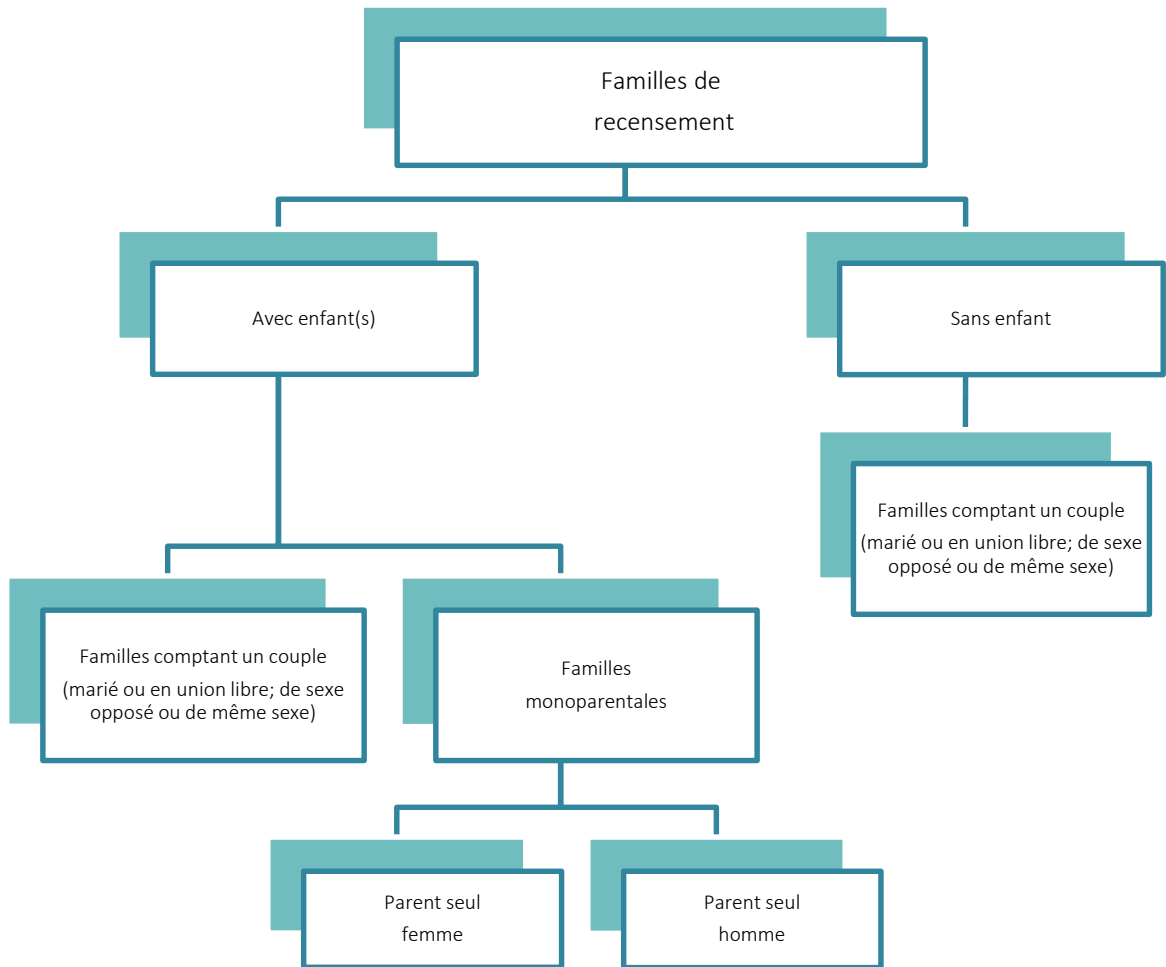 Familles de
recensement
Avec enfant(s)
Sans enfant
Familles comptant un couple
(marié ou en union libre; de sexe
opposé ou de même sexe)
Familles comptant un couple
(marié ou en union libre; de sexe
opposé ou de même sexe)
Familles
monoparentales
Parent seul
femme
Parent seul
homme